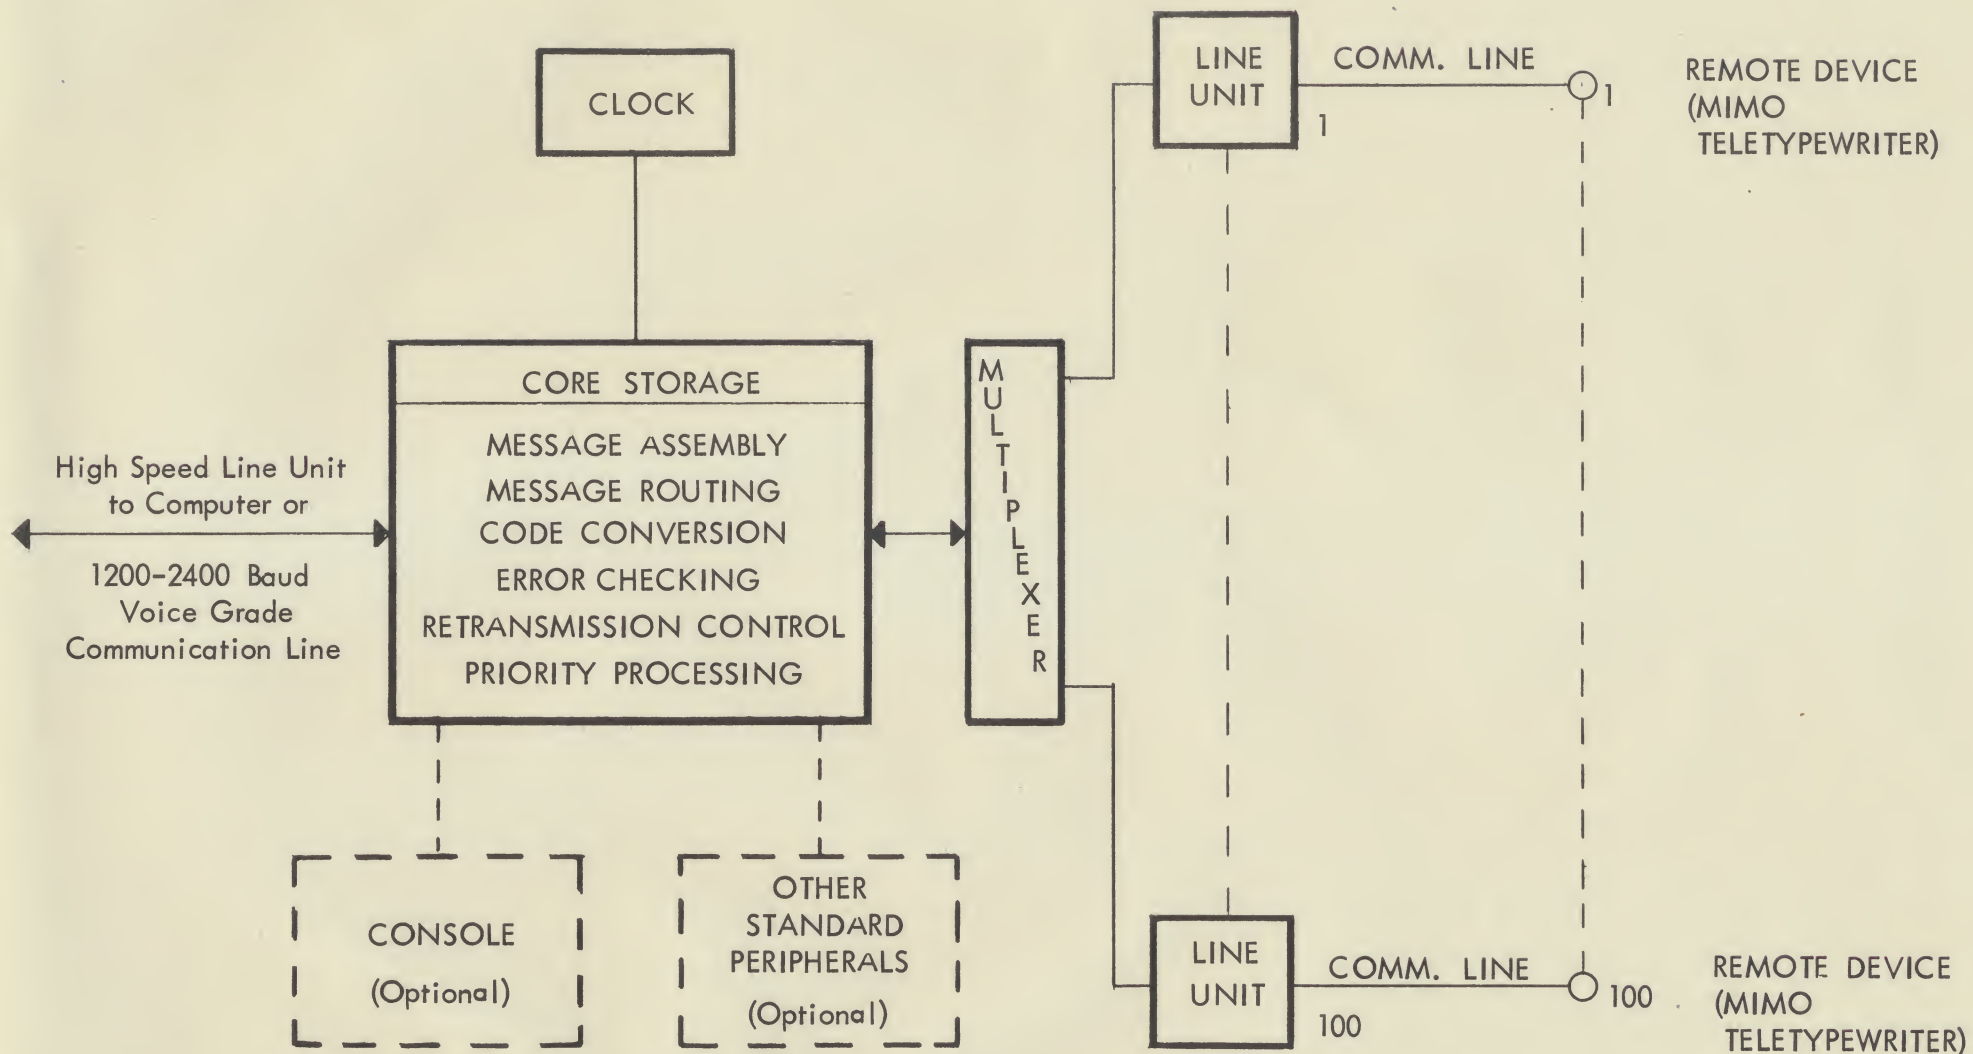 CLOCK
CORE STORAGE
MESSAGE ASSEMBLY
MESSAGE ROUTING
CODE CONVERSION
ERROR CHECKING
RETRANSMISSION CONTROL
PRIORITY PROCESSING
High Speed Line Unit
to Computer or
1200-2400 Baud
Voice Grade
Communication Line
MULTIPLEXER
LINE
UNIT
1
COMM. LINE
1
REMOTE DEVICE
(MIMO
TELETYPEWRITER)
CONSOLE
(Optional)
OTHER
STANDARD
PERIPHERALS
(Optional)
LINE
UNIT
100
COMM. LINE
100
REMOTE DEVICE
(MIMO
TELETYPEWRITER)